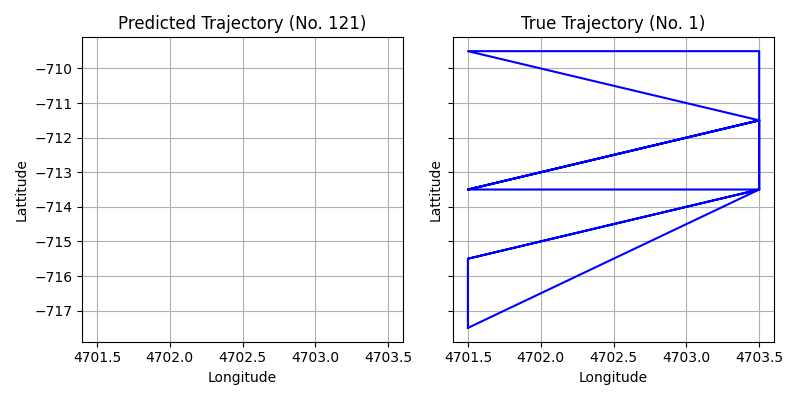 Predicted Trajectory (No. 121)
True Trajectory (No. 1)
Lattitude
−710
−711
−712
−713
−714
−715
−716
−717
4701.5 4702.0 4702.5 4703.0 4703.5
Longitude
Lattitude
4701.5 4702.0 4702.5 4703.0 4703.5
Longitude